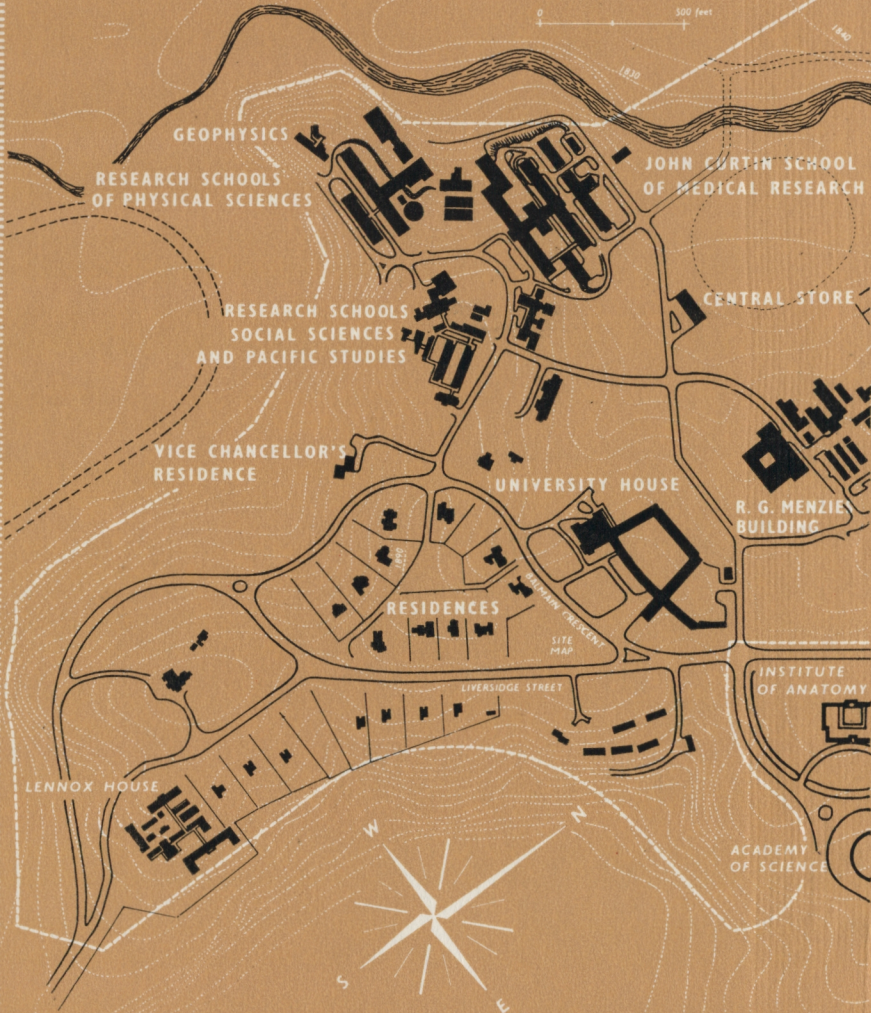 0 500 feet
1840
1830
GEOPHYSICS
JOHN CURTIN SCHOOL
OF MEDICAL RESEARCH
RESEARCH SCHOOLS
OF PHYSICAL SCIENCES
CENTRAL STORE
RESEARCH SCHOOLS
SOCIAL SCIENCES
AND PACIFIC STUDIES
VICE CHANCELLOR'S
RESIDENCE
UNIVERSITY HOUSE
R. G. MENZIES
BUILDING
BALMAIN CRESCENT
RESIDENCES
SITE
MAP
INSTITUTE
OF ANATOMY
LIVERSIDGE STREET
LENNOX HOUSE
ACADEMY
OF SCIENCE
W
N
S
E